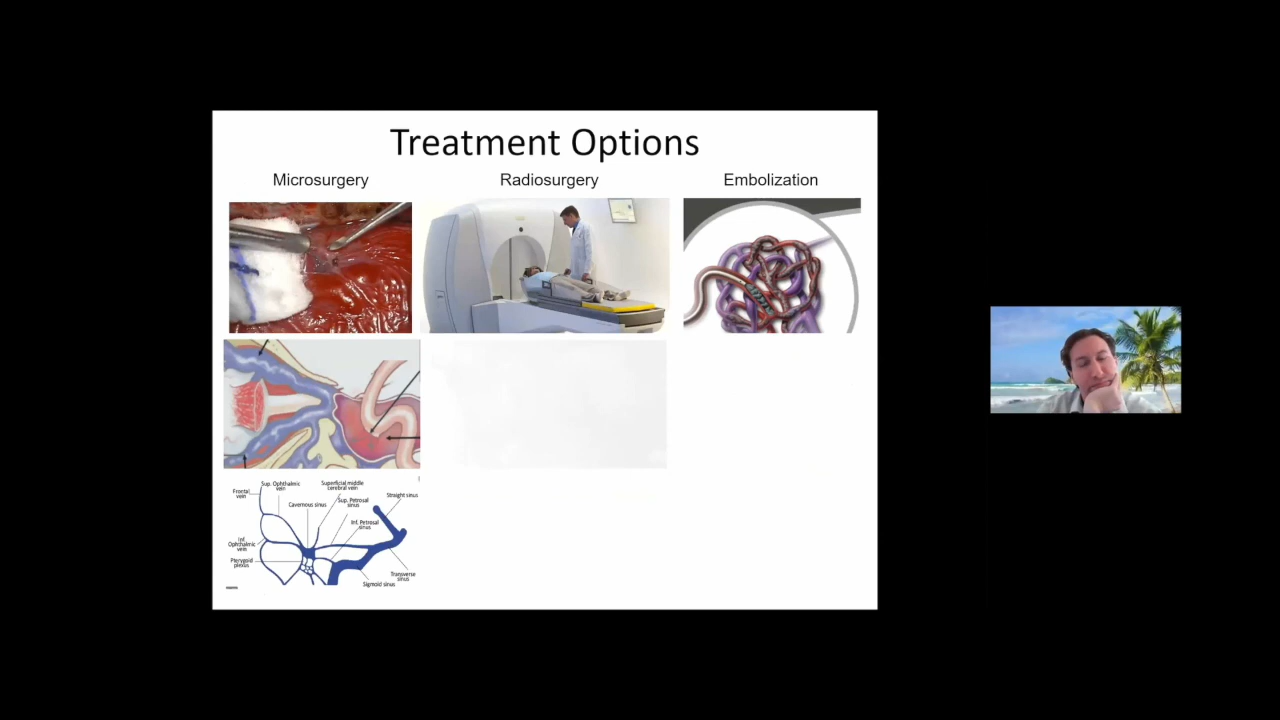 Treatment Options
Microsurgery
Radiosurgery
Embolization
Sup. Ophthalmic
vein
Superficial middle
cerebral vein
Frontal
vein
Cavernous sinus
Sup. Petrosal
sinus
Straight sinus
Inf. Petrosal
sinus
Inf.
Ophthalmic
vein
Pterygoid
plexus
Transverse
sinus
Sigmoid sinus